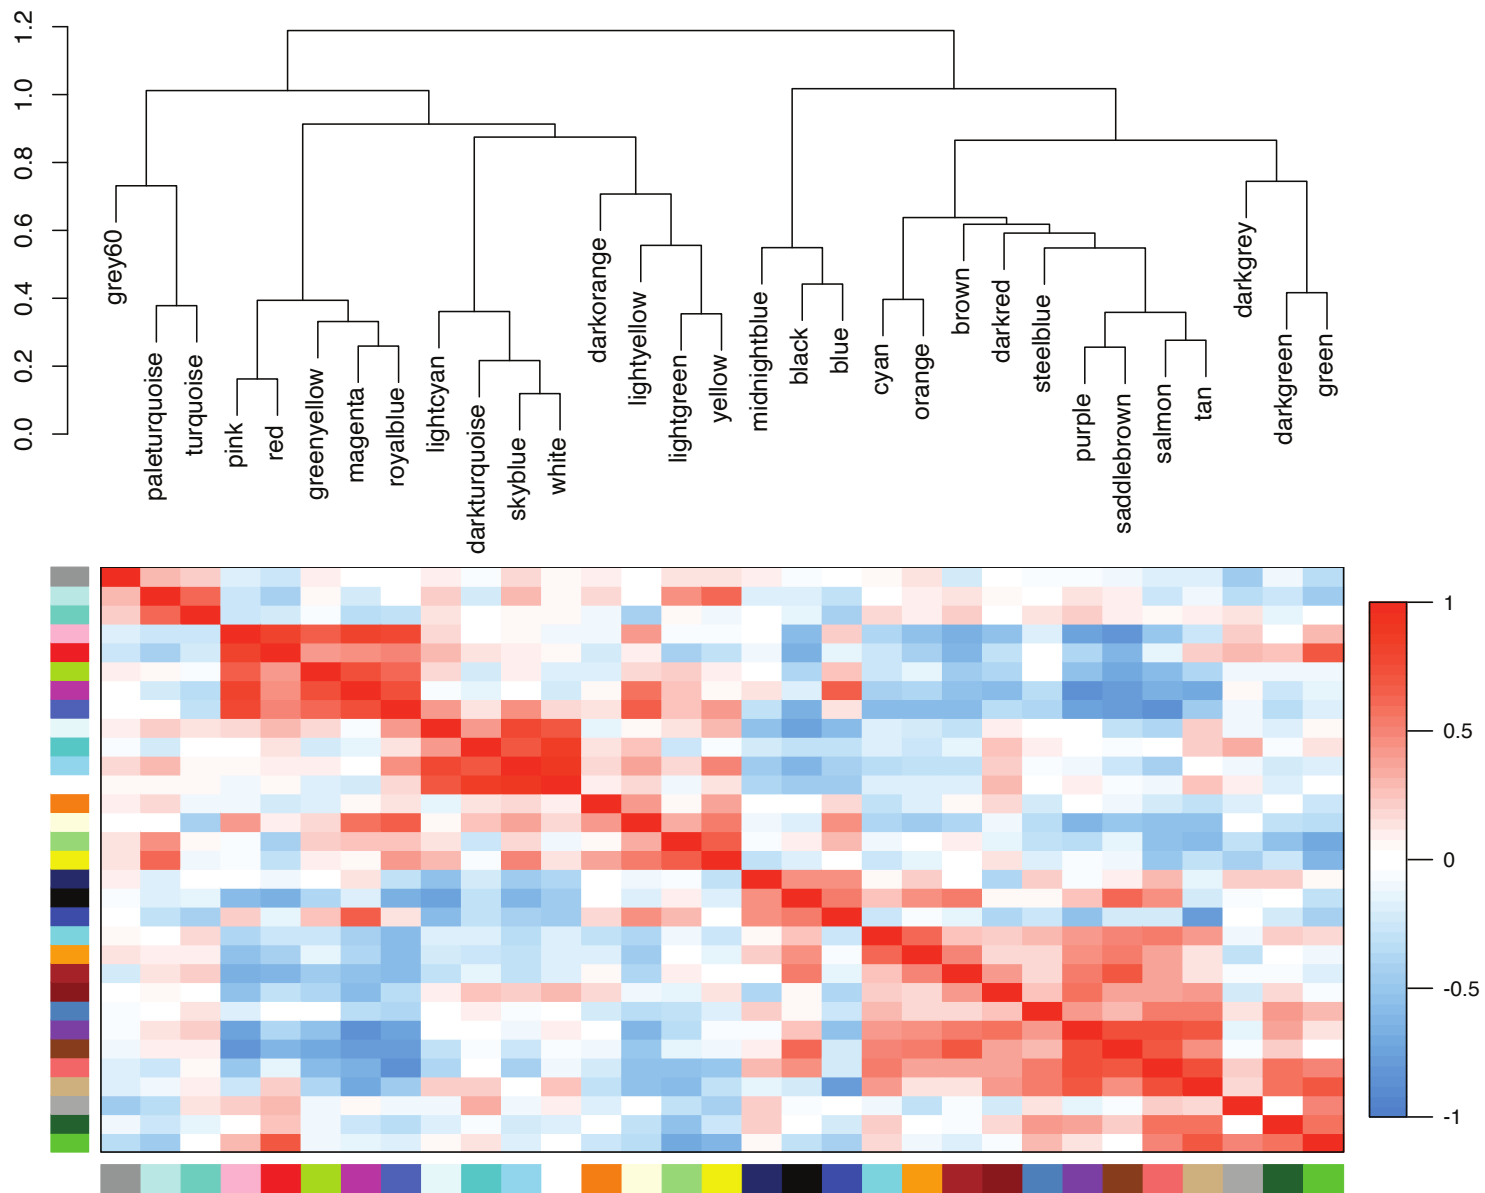 1.2
1.0
0.8
0.6
0.4
0.2
0.0
grey60
paleturquoise
turquoise
pink
red
greenyellow
magenta
royalblue
lightcyan
darkturquoise
skyblue
white
darkorange
lightyellow
lightgreen
yellow
midnightblue
black
blue
cyan
orange
brown
darkred
steelblue
purple
saddlebrown
salmon
tan
darkgrey
darkgreen
green
1
0.5
0
-0.5
-1